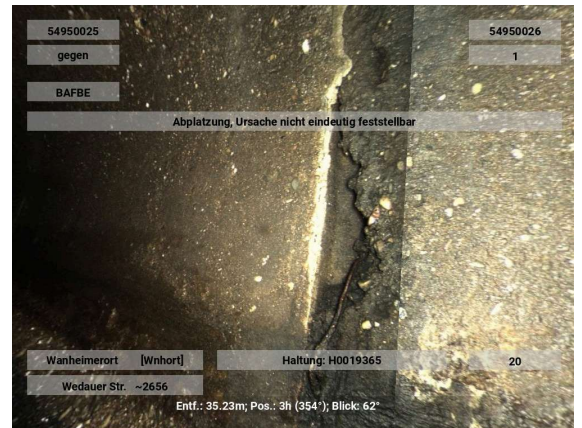 54950025
54950026
gegen
1
BAFBE
Abplatzung, Ursache nicht eindeutig feststellbar
Wanheimerort [Wnhort]
Haltung: H0019365
20
Wedauer Str. ~2656
Entf.: 35.23m; Pos.: 3h (354°); Blick: 62°